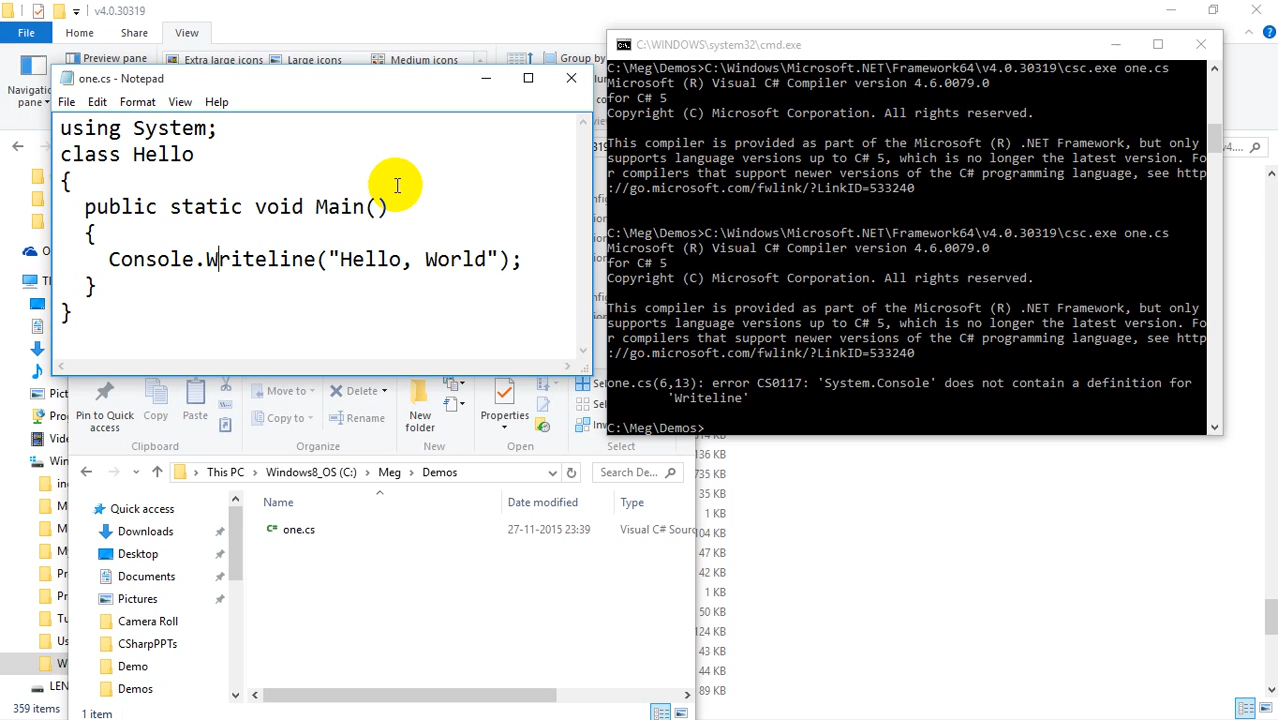 v4.0.30319
File Home Share View
Preview pane
Extra large icons Large icons Medium icons
Group by
Navigation
pane
one.cs - Notepad
File Edit Format View Help
using System;
class Hello
{
public static void Main()
{
Console.Writeline("Hello, World");
}
}
C:\WINDOWS\system32\cmd.exe
C:\Meg\Demos>C:\Windows\Microsoft.NET\Framework64\v4.0.30319\csc.exe one.cs
Microsoft (R) Visual C# Compiler version 4.6.0079.0
for C# 5
Copyright (C) Microsoft Corporation. All rights reserved.
This compiler is provided as part of the Microsoft (R) .NET Framework, but only
supports language versions up to C# 5, which is no longer the latest version. Fo
r compilers that support newer versions of the C# programming language, see http
://go.microsoft.com/fwlink/?LinkID=533240
C:\Meg\Demos>C:\Windows\Microsoft.NET\Framework64\v4.0.30319\csc.exe one.cs
Microsoft (R) Visual C# Compiler version 4.6.0079.0
for C# 5
Copyright (C) Microsoft Corporation. All rights reserved.
This compiler is provided as part of the Microsoft (R) .NET Framework, but only
supports language versions up to C# 5, which is no longer the latest version. Fo
r compilers that support newer versions of the C# programming language, see http
://go.microsoft.com/fwlink/?LinkID=533240
one.cs(6,13): error CS0117: 'System.Console' does not contain a definition for
'Writeline'
C:\Meg\Demos>
v4....
Pin to Quick
access
Copy
Paste
Clipboard
Move to
Copy to
Delete
Rename
Organize
New
folder
New
Properties
Open
Select
This PC > Windows8_OS (C:) > Meg > Demos
Search De...
Name Date modified Type
Quick access
Downloads
Desktop
Documents
Pictures
Camera Roll
CSharpPPTs
Demo
Demos
one.cs 27-11-2015 23:39 Visual C# Sourc
136 KB
735 KB
35 KB
1 KB
104 KB
47 KB
42 KB
1 KB
50 KB
124 KB
43 KB
44 KB
89 KB
359 items
1 item